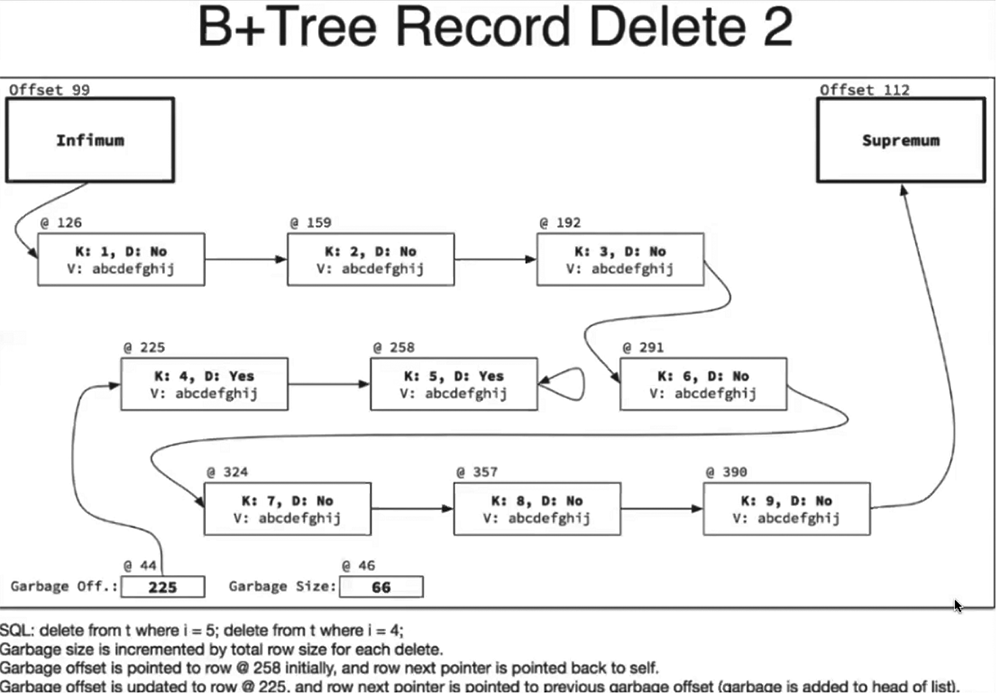 B+Tree Record Delete 2
Offset 99
Offset 112
Infimum
Supremum
@ 126
@ 159
@ 192
K: 1, D: No
V: abcdefghij
K: 2, D: No
V: abcdefghij
K: 3, D: No
V: abcdefghij
@ 225
@ 258
@ 291
K: 4, D: Yes
V: abcdefghij
K: 5, D: Yes
V: abcdefghij
K: 6, D: No
V: abcdefghij
@ 324
@ 357
@ 390
K: 7, D: No
V: abcdefghij
K: 8, D: No
V: abcdefghij
K: 9, D: No
V: abcdefghij
@ 44
@ 46
Garbage Off.: 225
Garbage Size: 66
SQL: delete from t where i = 5; delete from t where i = 4;
Garbage size is incremented by total row size for each delete.
Garbage offset is pointed to row @ 258 initially, and row next pointer is pointed back to self.
Garbage offset is updated to row @ 225, and row next pointer is pointed to previous garbage offset (garbage is added to head of list).